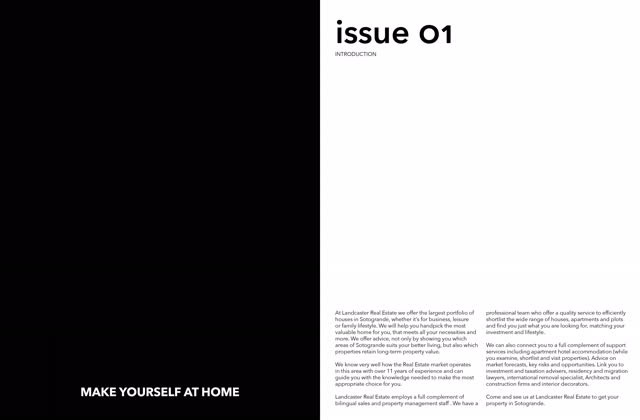 MAKE YOURSELF AT HOME
issue 01
INTRODUCTION
At Landcaster Real Estate we offer the largest portfolio of
houses in Sotogrande, whether it's for business, leisure
or family lifestyle. We will help you handpick the most
valuable home for you, that meets all your necessities and
more. We offer advice, not only by showing you which
areas of Sotogrande suits your better living, but also which
properties retain long-term property value.
We know very well how the Real Estate market operates
in this area with over 11 years of experience and can
guide you with the knowledge needed to make the most
appropriate choice for you.
Landcaster Real Estate employs a full complement of
bilingual sales and property management staff . We have a
professional team who offer a quality service to efficiently
shortlist the wide range of houses, apartments and plots
and find you just what you are looking for, matching your
investment and lifestyle.
We can also connect you to a full complement of support
services including apartment hotel accommodation (while
you examine, shortlist and visit properties). Advice on
market forecasts, key risks and opportunities. Link you to
investment and taxation advisers, residency and migration
lawyers, international removal specialist, Architects and
construction firms and interior decorators.
Come and see us at Landcaster Real Estate to get your
property in Sotogrande.